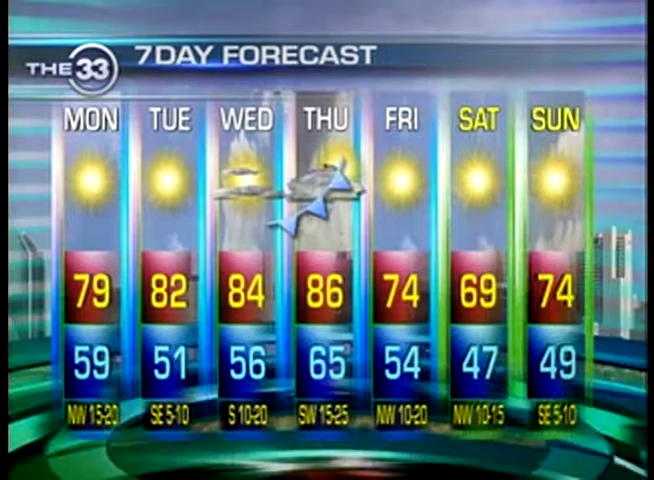 THE 33
7DAY FORECAST
MON TUE WED THU FRI SAT SUN
79 82 84 86 74 69 74
59 51 56 65 54 47 49
NW 15-20 SE 5-10 S 10-20 SW 15-25 NW 10-20 NW 10-15 SE 5-10